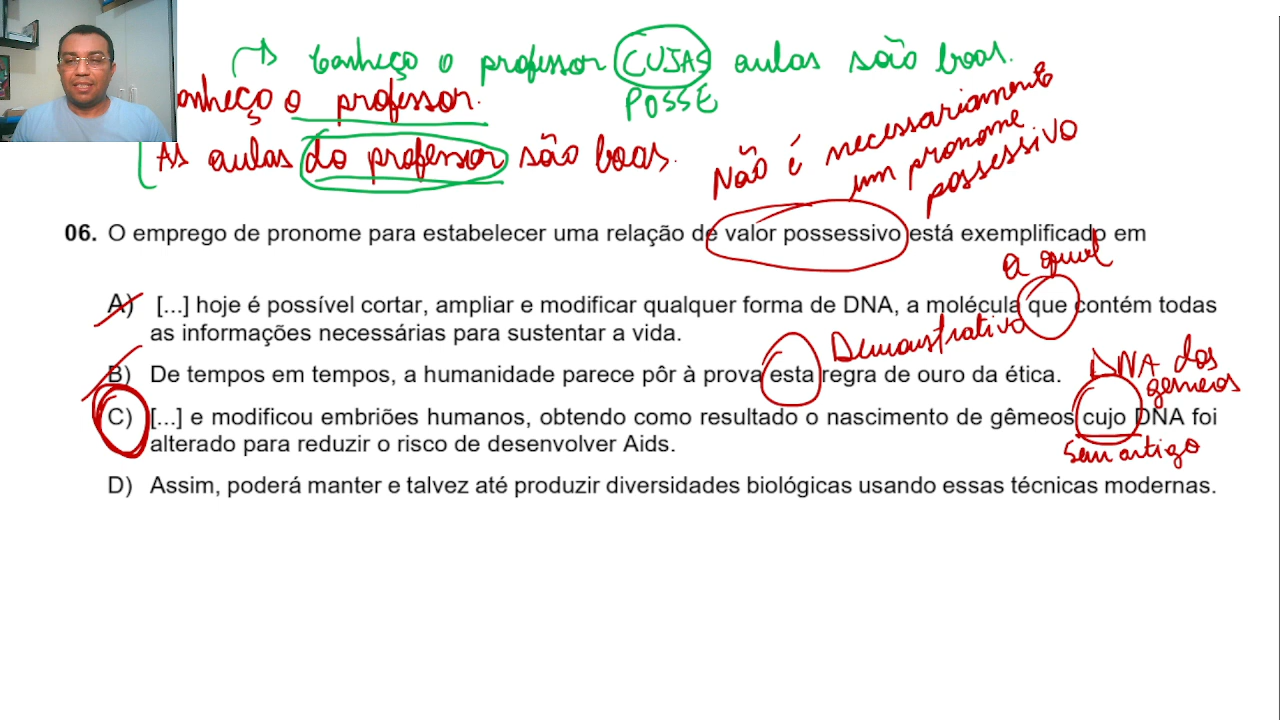 Conheço o professor CUJAS aulas são boas.
POSSE
onheço o professor.
As aulas do professor são boas.
Não é necessariamente
um pronome
possessivo
06. O emprego de pronome para estabelecer uma relação de valor possessivo está exemplificado em
a qual
A) [...] hoje é possível cortar, ampliar e modificar qualquer forma de DNA, a molécula que contém todas
as informações necessárias para sustentar a vida.
Demonstrativo
B) De tempos em tempos, a humanidade parece pôr à prova esta regra de ouro da ética.
DNA dos
gêmeos
C) [...] e modificou embriões humanos, obtendo como resultado o nascimento de gêmeos cujo DNA foi
alterado para reduzir o risco de desenvolver Aids.
Sem artigo
D) Assim, poderá manter e talvez até produzir diversidades biológicas usando essas técnicas modernas.